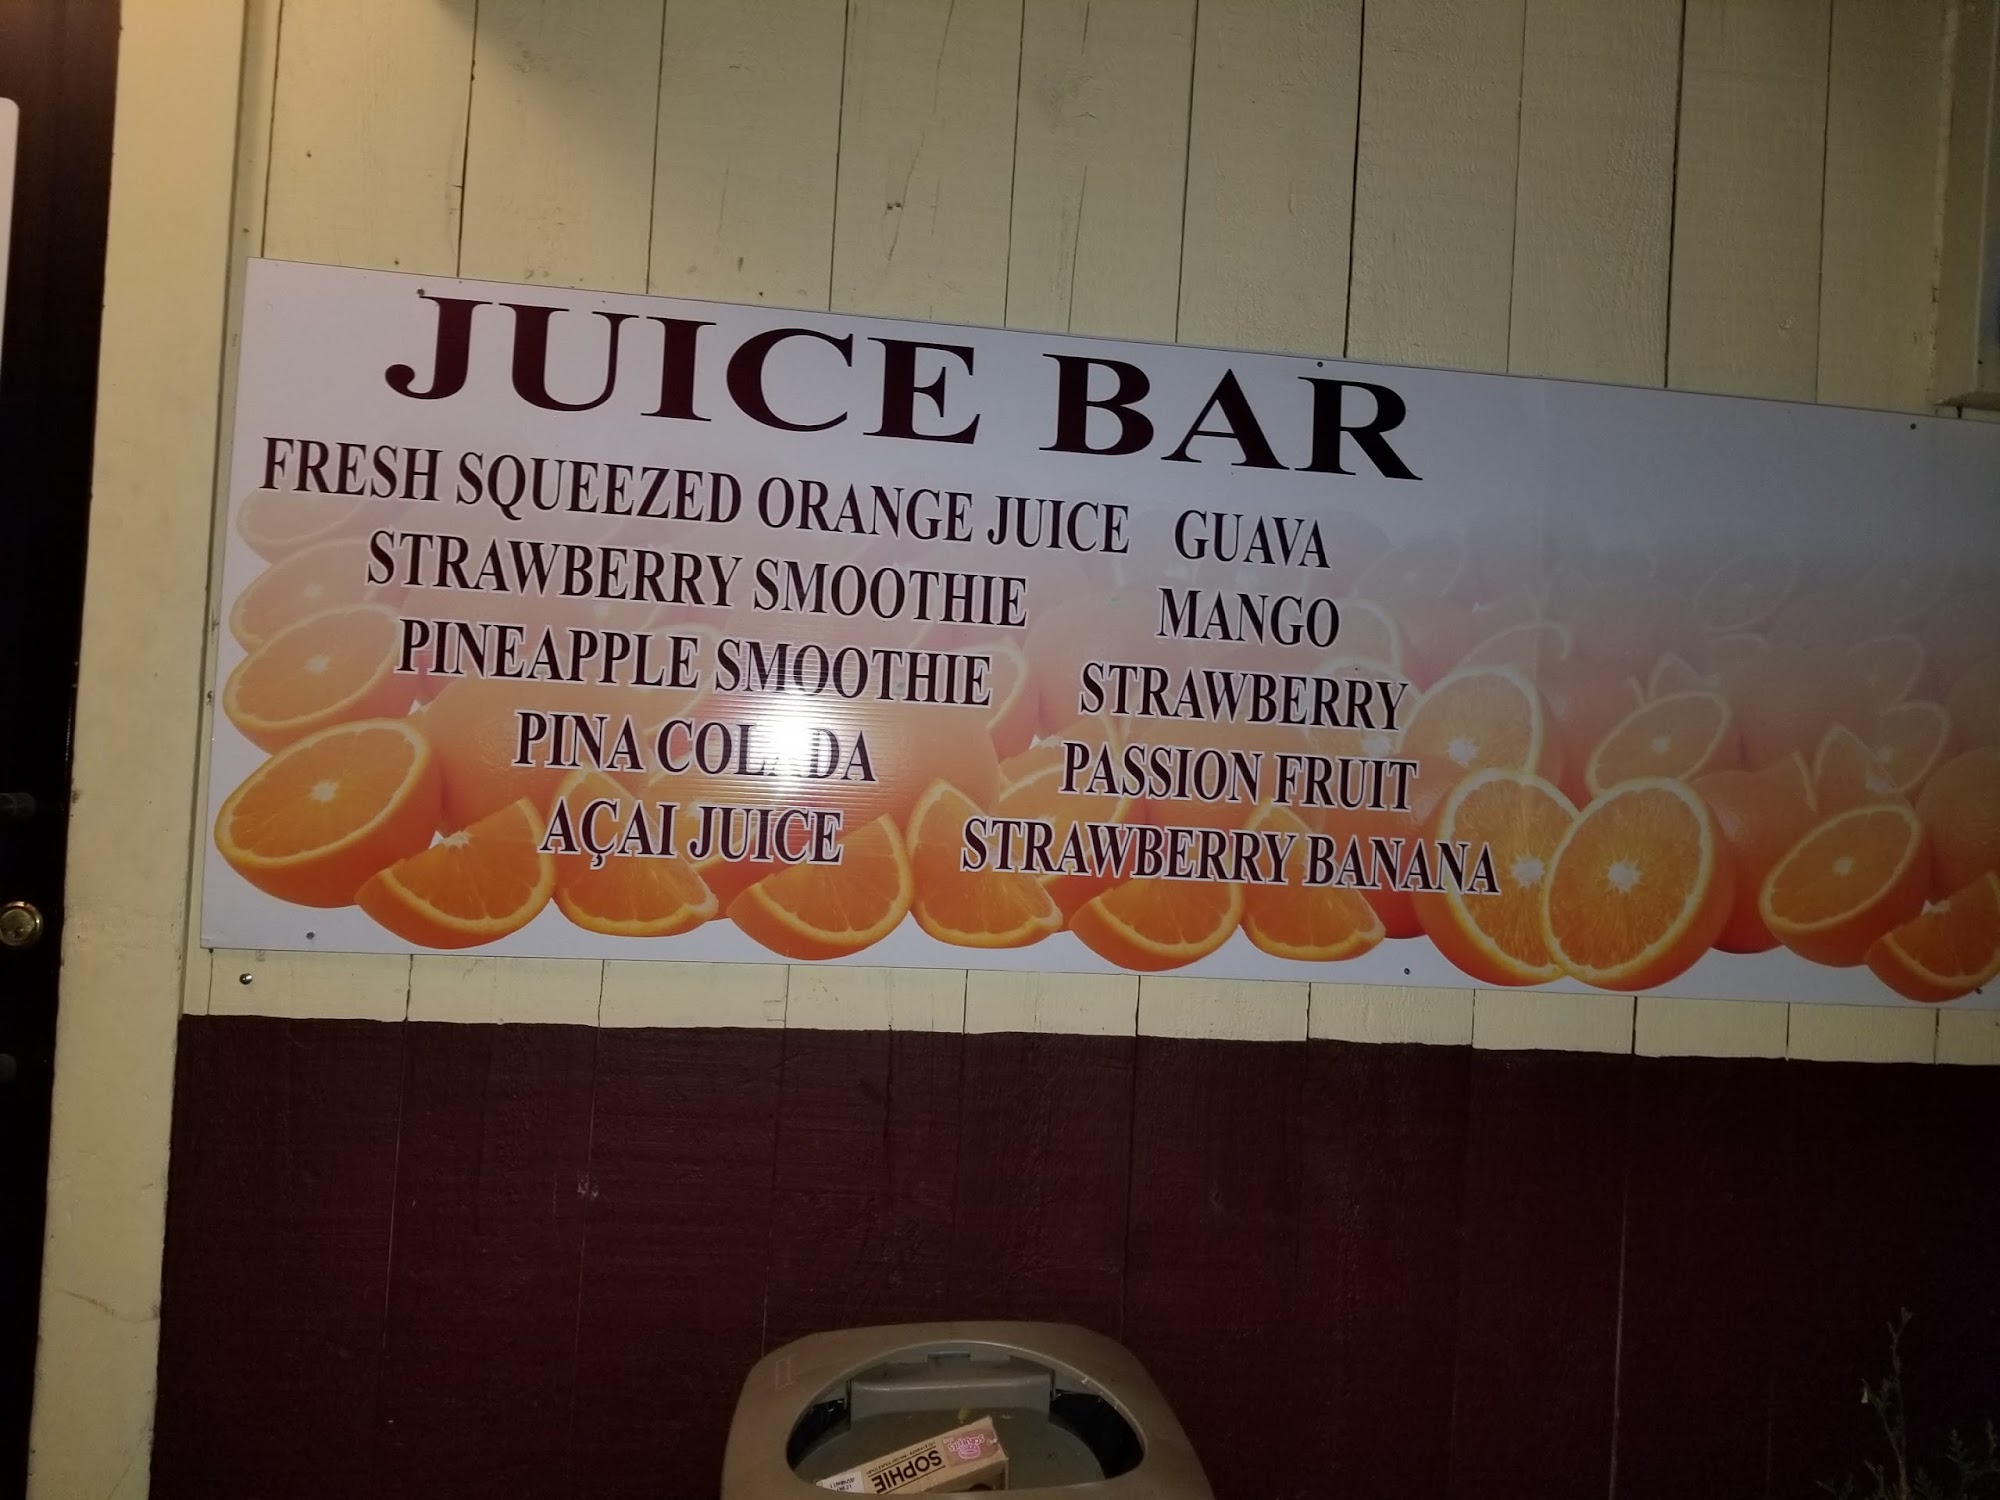 JUICE BAR
FRESH SQUEEZED ORANGE JUICE
STRAWBERRY SMOOTHIE
PINEAPPLE SMOOTHIE
PINA COLADA
AÇAI JUICE
GUAVA
MANGO
STRAWBERRY
PASSION FRUIT
STRAWBERRY BANANA
SOPHIE